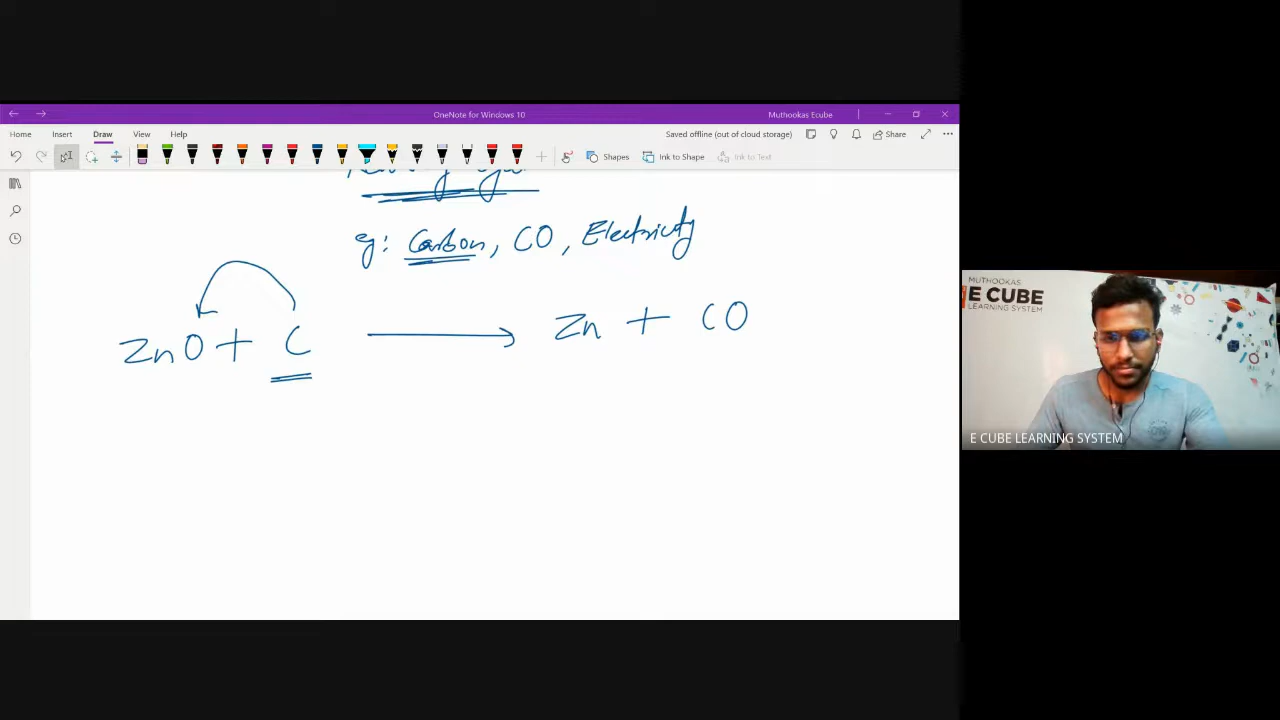 OneNote for Windows 10
Muthookas Ecube
Home Insert Draw View Help
Saved offline (out of cloud storage)
Share
Shapes
Ink to Shape
Ink to Text
eg: Carbon, CO, Electricity
ZnO + C → Zn + CO
MUTHOOKAS
E CUBE
LEARNING SYSTEM
E CUBE LEARNING SYSTEM